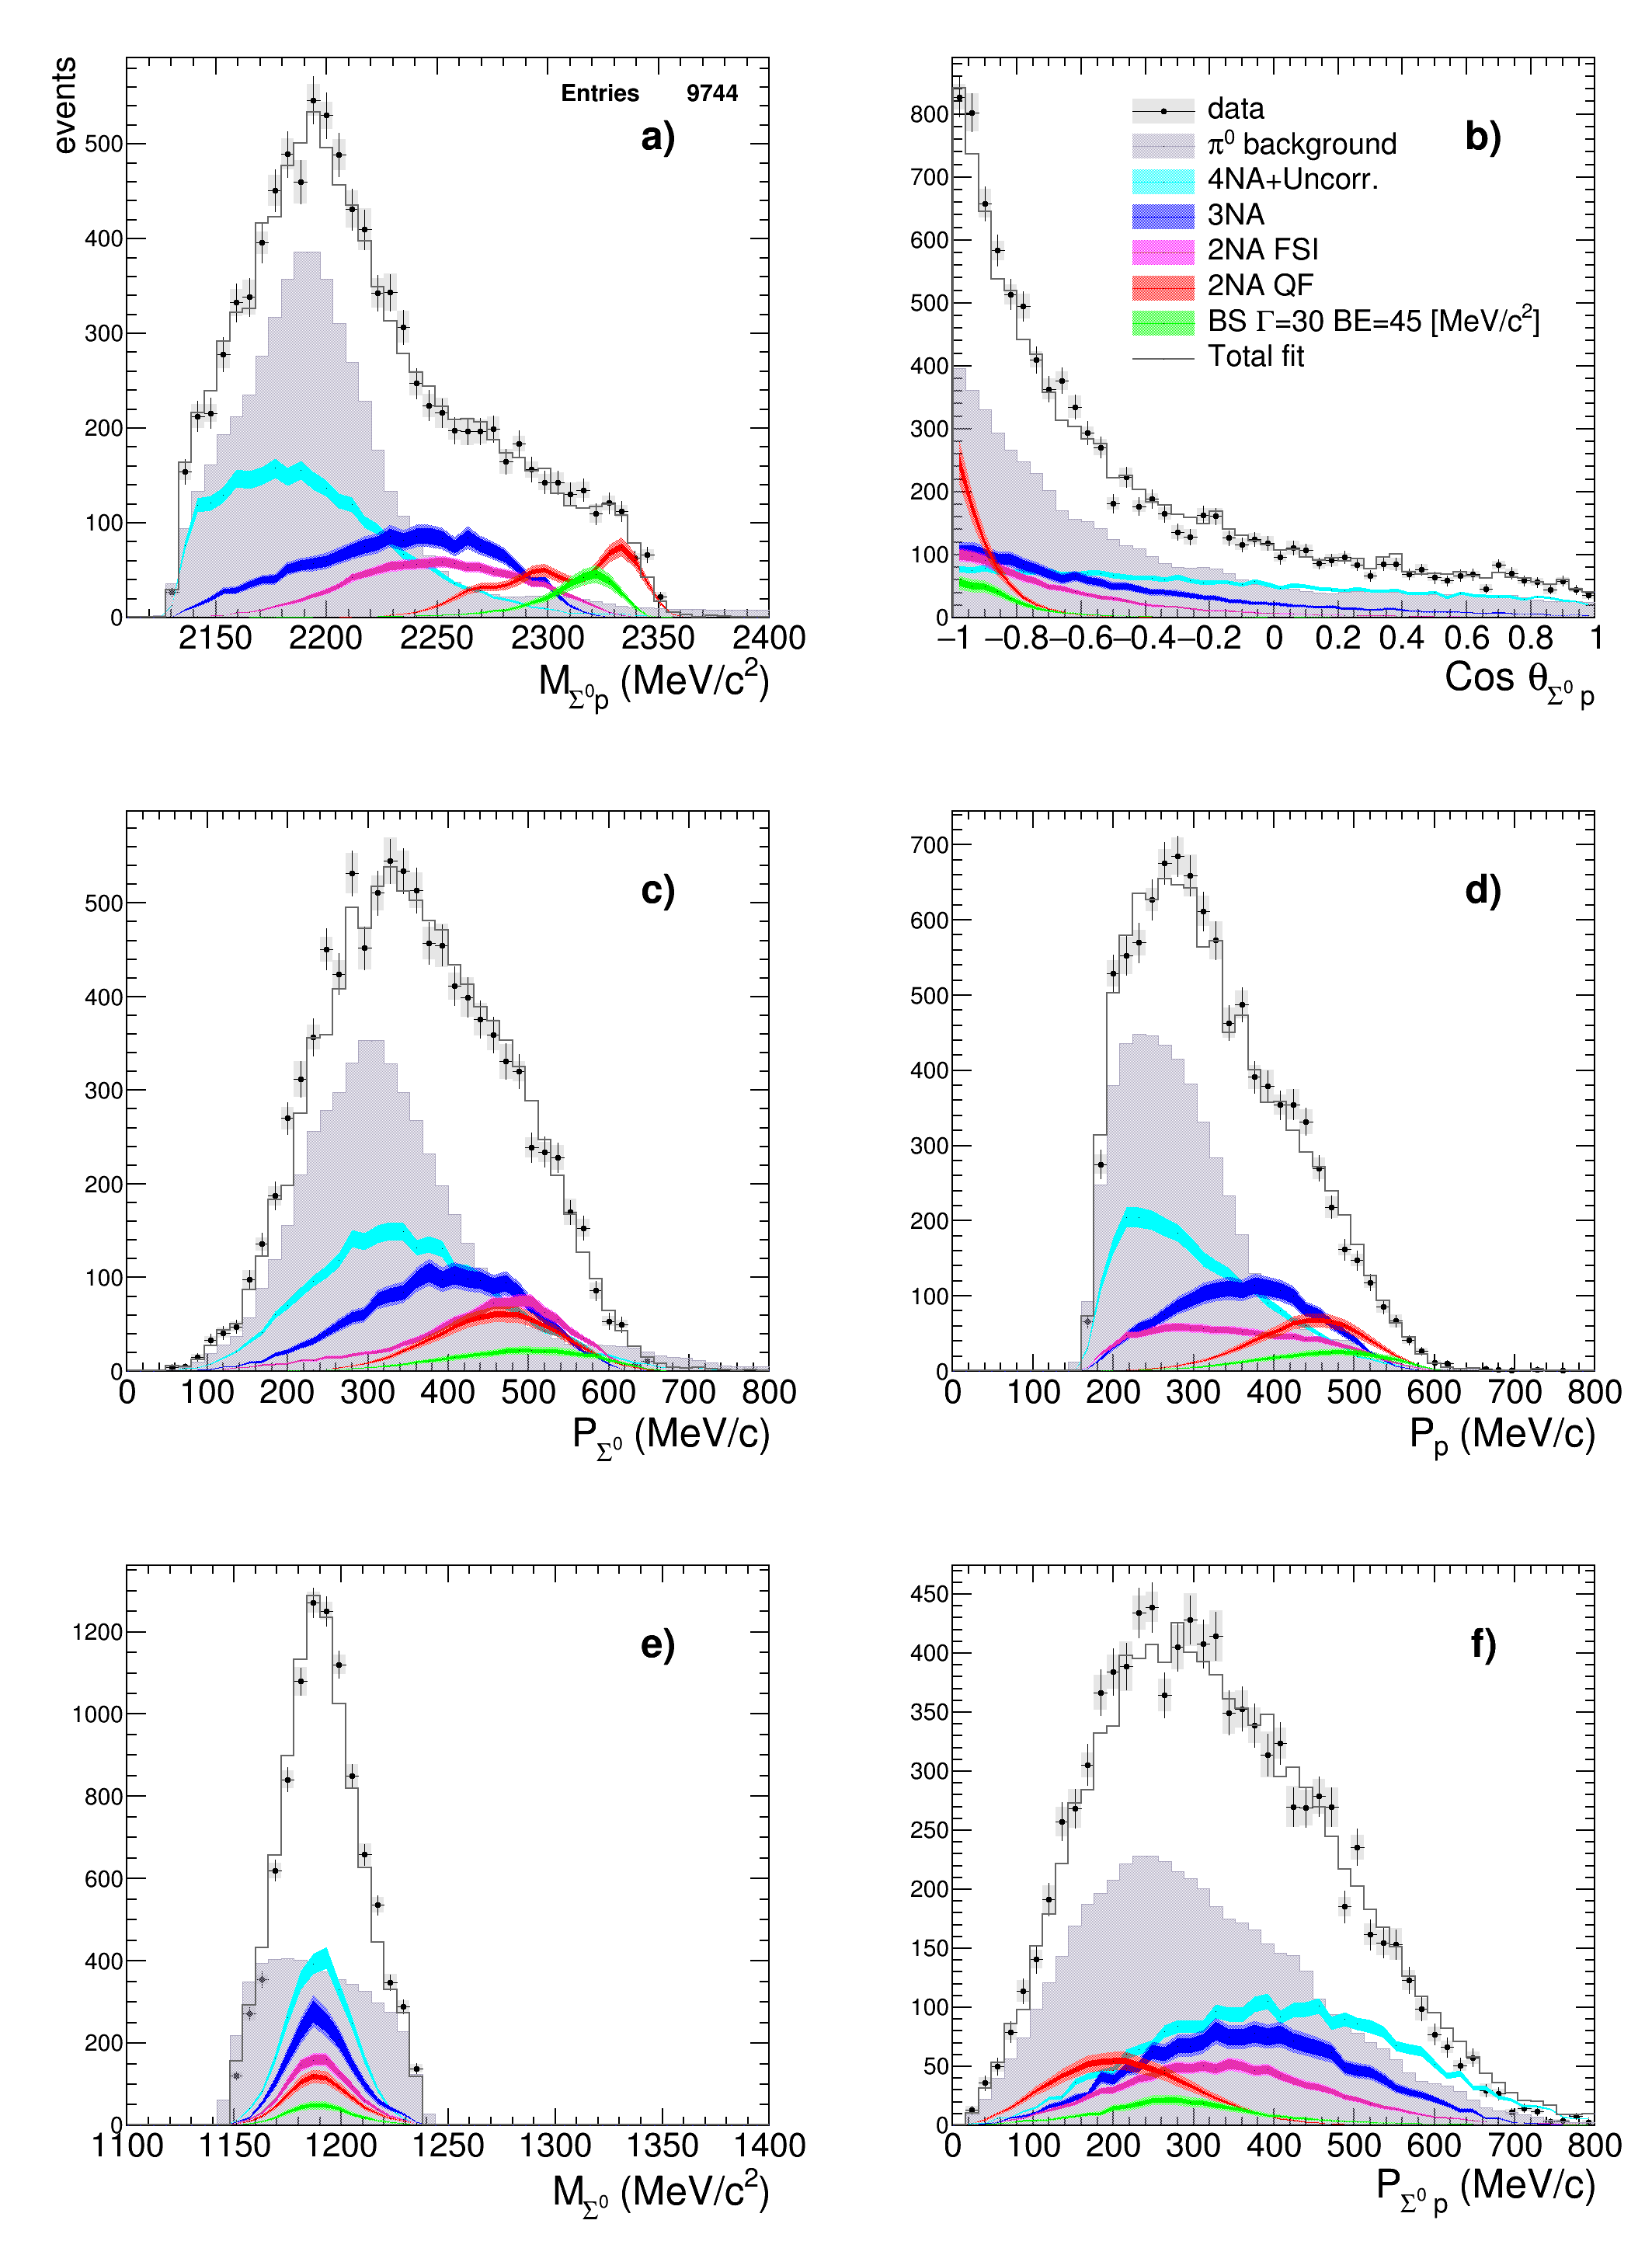 events
Entries 9744
a)
500
400
300
200
100
0
2150 2200 2250 2300 2350 2400
M_{Σ⁰p} (MeV/c²)
b)
data
π⁰ background
4NA+Uncorr.
3NA
2NA FSI
2NA QF
BS Γ=30 BE=45 [MeV/c²]
Total fit
800
700
600
500
400
300
200
100
0
−1 −0.8 −0.6 −0.4 −0.2 0 0.2 0.4 0.6 0.8 1
Cos θ_{Σ⁰ p}
c)
500
400
300
200
100
0
0 100 200 300 400 500 600 700 800
P_{Σ⁰} (MeV/c)
d)
700
600
500
400
300
200
100
0
0 100 200 300 400 500 600 700 800
P_p (MeV/c)
e)
1200
1000
800
600
400
200
0
1100 1150 1200 1250 1300 1350 1400
M_{Σ⁰} (MeV/c²)
f)
450
400
350
300
250
200
150
100
50
0
0 100 200 300 400 500 600 700 800
P_{Σ⁰ p} (MeV/c)